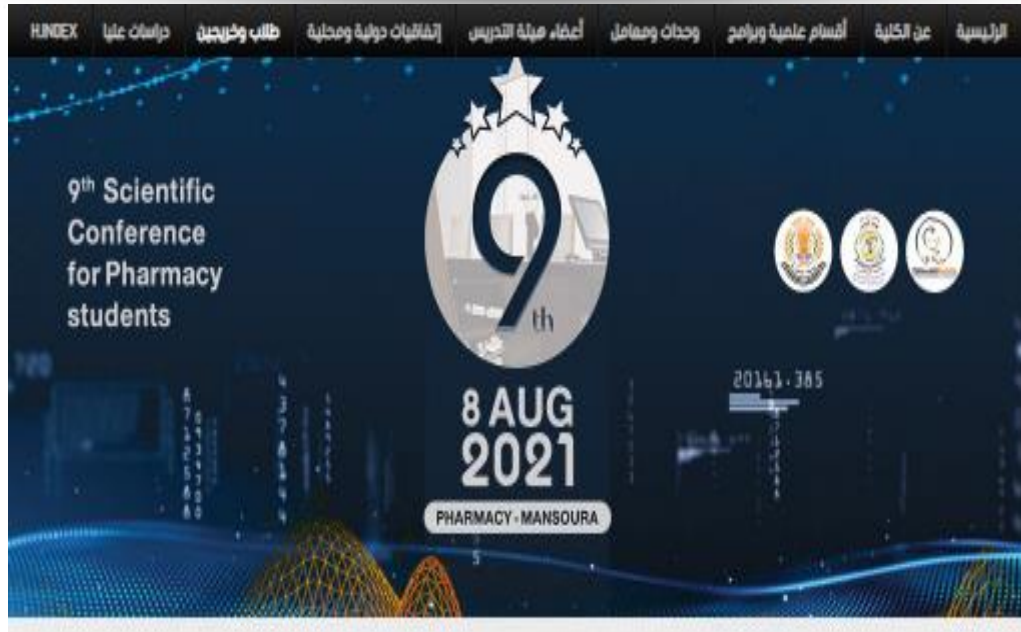 الرئيسية
عن الكلية
أقسام علمية وبرامج
وحدات ومعامل
أعضاء هيئة التدريس
إتفاقيات دولية ومحلية
طلاب وخريجين
دراسات عليا
H.INDEX
9th Scientific
Conference
for Pharmacy
students
9
th
8 AUG
2021
PHARMACY - MANSOURA
20161.385